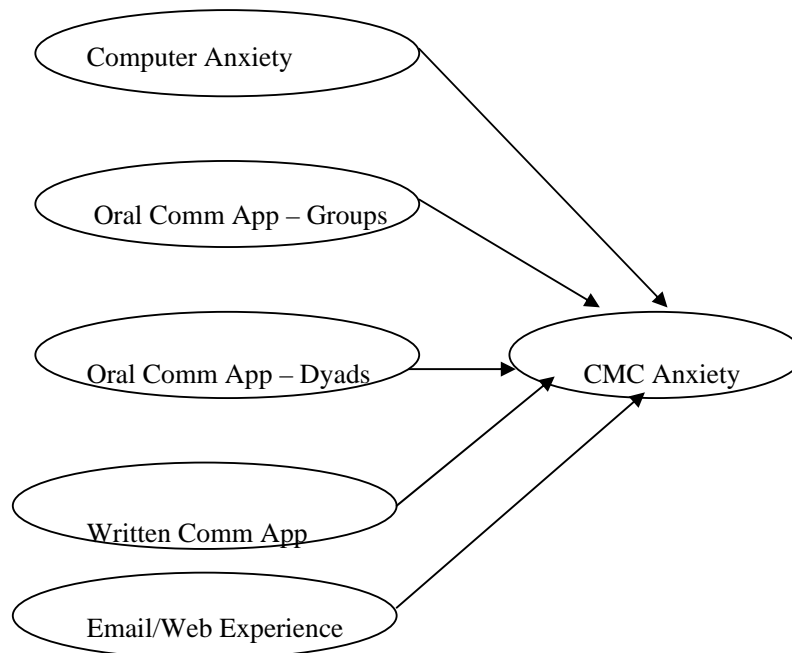 Computer Anxiety
Oral Comm App – Groups
Oral Comm App – Dyads
CMC Anxiety
Written Comm App
Email/Web Experience